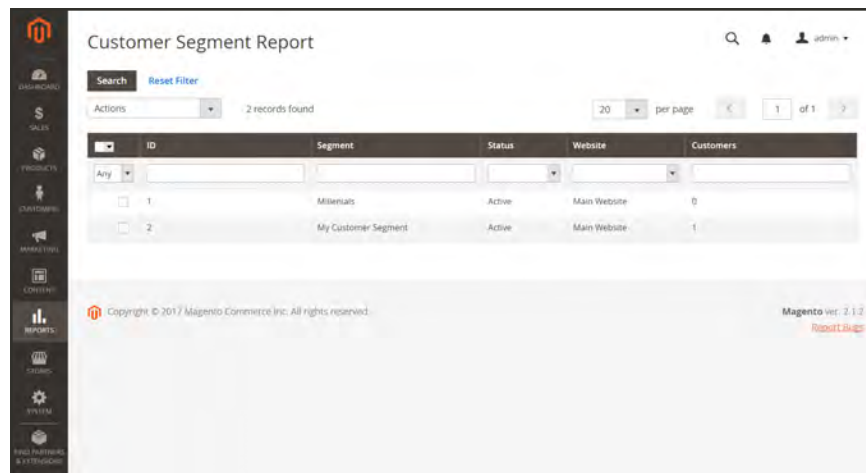 Customer Segment Report
admin
Search Reset Filter
Actions 2 records found 20 per page 1 of 1
ID Segment Status Website Customers
Any
1 Millenials Active Main Website 0
2 My Customer Segment Active Main Website 1
Copyright © 2017 Magento Commerce Inc. All rights reserved.
Magento ver. 2.1.2
Report Bugs
DASHBOARD
SALES
PRODUCTS
CUSTOMERS
MARKETING
CONTENT
REPORTS
STORES
SYSTEM
FIND PARTNERS
& EXTENSIONS